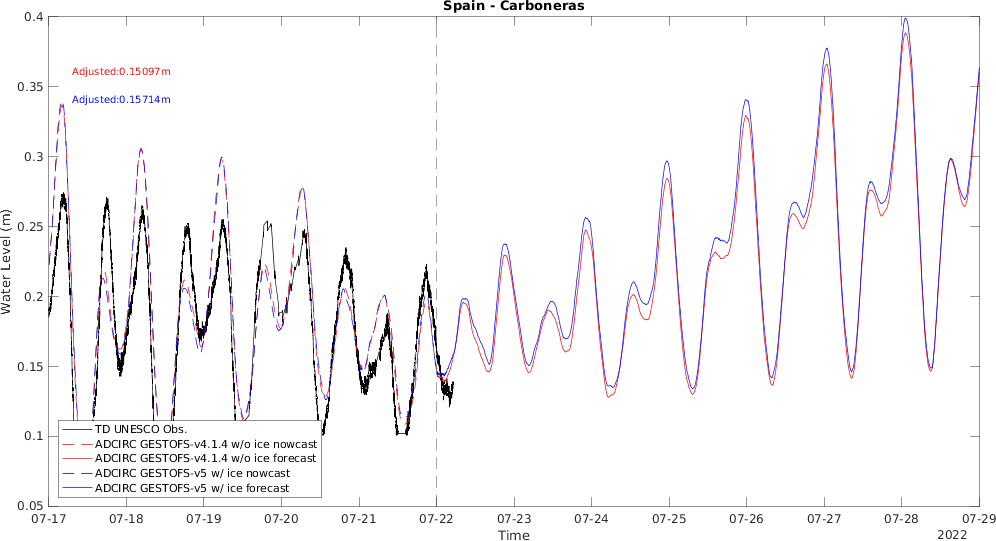 Spain - Carboneras
Adjusted:0.15097m
Adjusted:0.15714m
0.4
0.35
0.3
0.25
0.2
0.15
0.1
0.05
Water Level (m)
TD UNESCO Obs.
ADCIRC GESTOFS-v4.1.4 w/o ice nowcast
ADCIRC GESTOFS-v4.1.4 w/o ice forecast
ADCIRC GESTOFS-v5 w/ ice nowcast
ADCIRC GESTOFS-v5 w/ ice forecast
07-17 07-18 07-19 07-20 07-21 07-22 07-23 07-24 07-25 07-26 07-27 07-28 07-29
Time
2022